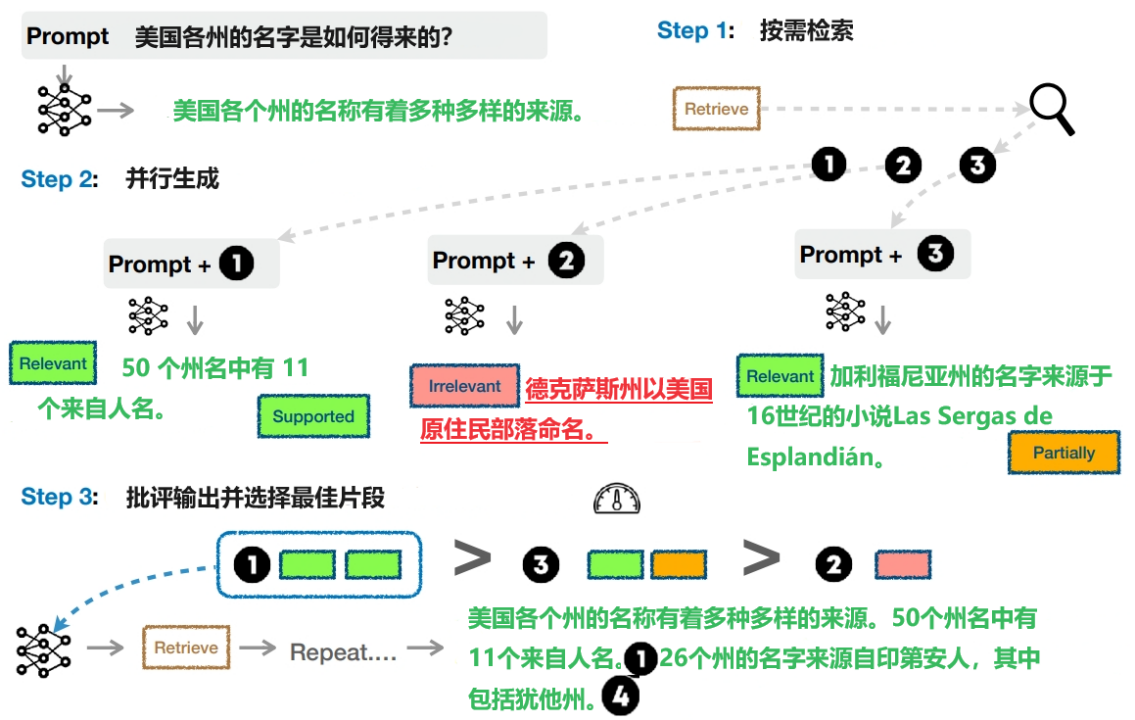 Prompt 美国各州的名字是如何得来的?
Step 1: 按需检索
美国各个州的名称有着多种多样的来源。
Retrieve
1 2 3
Step 2: 并行生成
Prompt + 1
Prompt + 2
Prompt + 3
Relevant 50 个州名中有 11
个来自人名。
Supported
Irrelevant 德克萨斯州以美国
原住民部落命名。
Relevant 加利福尼亚州的名字来源于
16世纪的小说Las Sergas de
Esplandián。
Partially
Step 3: 批评输出并选择最佳片段
1 > 3 > 2
Retrieve
Repeat....
美国各个州的名称有着多种多样的来源。50个州名中有
11个来自人名。1 26个州的名字来源自印第安人，其中
包括犹他州。4